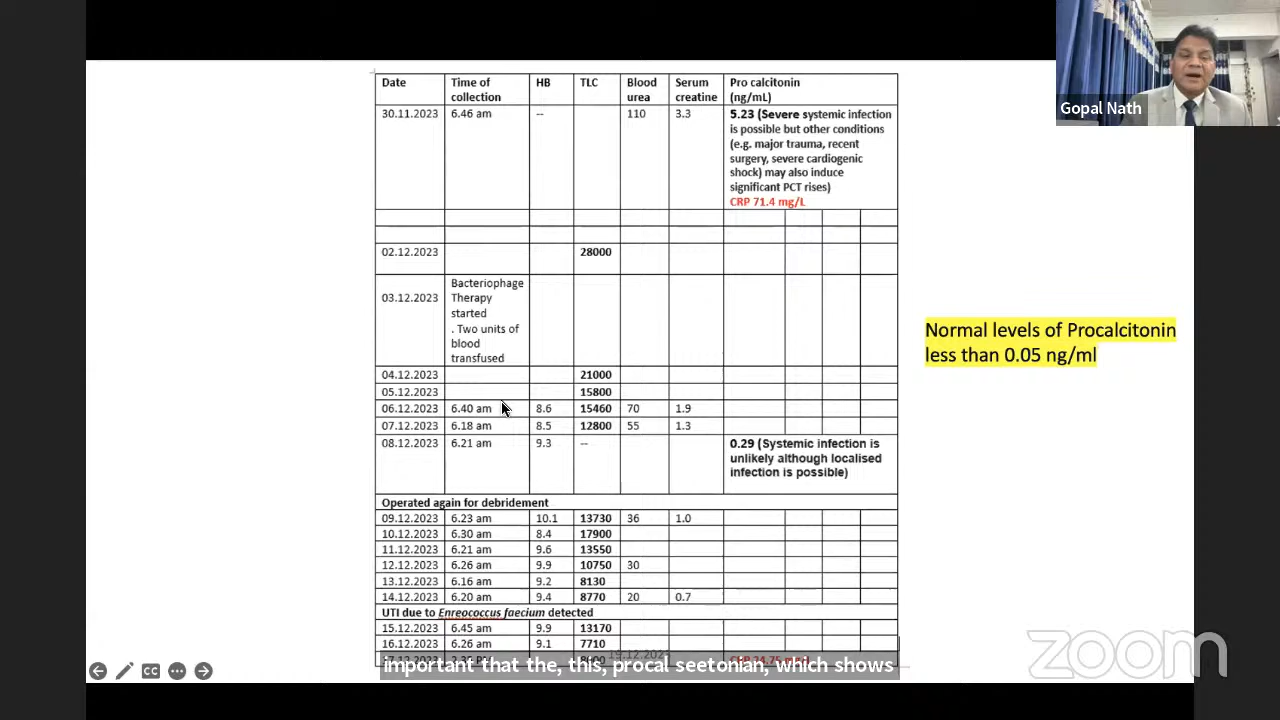 Gopal Nath
Date Time of collection HB TLC Blood urea Serum creatine Pro calcitonin (ng/mL)
30.11.2023 6.46 am -- 110 3.3 5.23 (Severe systemic infection
is possible but other conditions
(e.g. major trauma, recent
surgery, severe cardiogenic
shock) may also induce
significant PCT rises)
CRP 71.4 mg/L
02.12.2023 28000
03.12.2023 Bacteriophage
Therapy
started
. Two units of
blood
transfused
04.12.2023 21000
05.12.2023 15800
06.12.2023 6.40 am 8.6 15460 70 1.9
07.12.2023 6.18 am 8.5 12800 55 1.3
08.12.2023 6.21 am 9.3 -- 0.29 (Systemic infection is
unlikely although localised
infection is possible)
Operated again for debridement
09.12.2023 6.23 am 10.1 13730 36 1.0
10.12.2023 6.30 am 8.4 17900
11.12.2023 6.21 am 9.6 13550
12.12.2023 6.26 am 9.9 10750 30
13.12.2023 6.16 am 9.2 8130
14.12.2023 6.20 am 9.4 8770 20 0.7
UTI due to Enreococcus faecium detected
15.12.2023 6.45 am 9.9 13170
16.12.2023 6.26 am 9.1 7710
important that the, this, procal seetonian, which shows
Normal levels of Procalcitonin
less than 0.05 ng/ml
CC
zoom